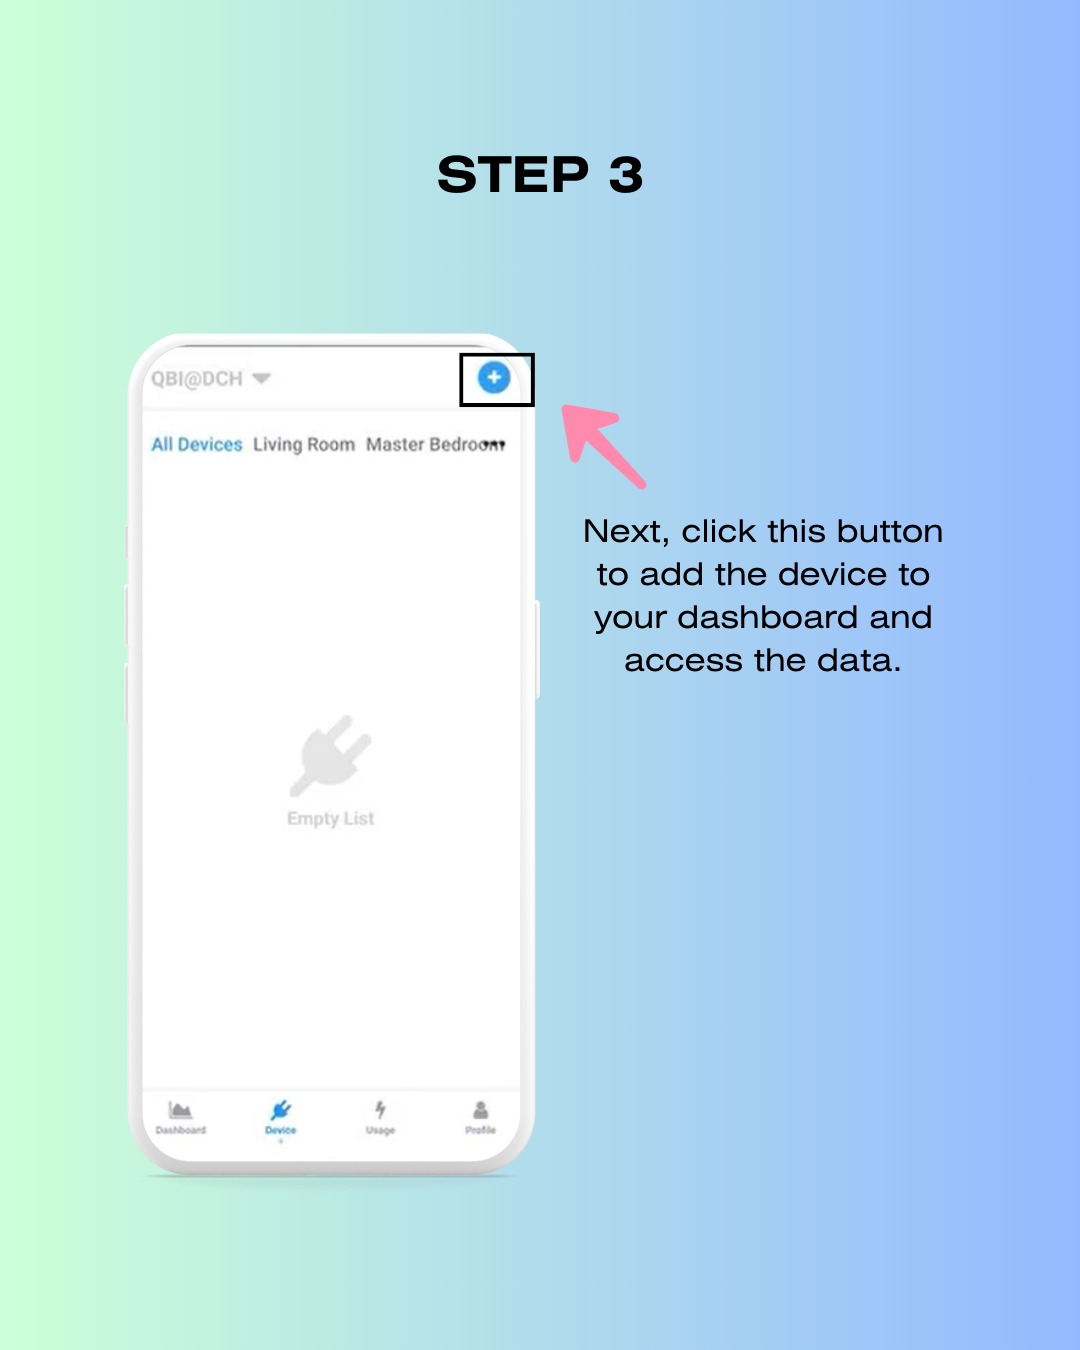 STEP 3
QBI@DCH
All Devices Living Room Master Bedroom
Next, click this button
to add the device to
your dashboard and
access the data.
Empty List
Dashboard Device Usage Profile